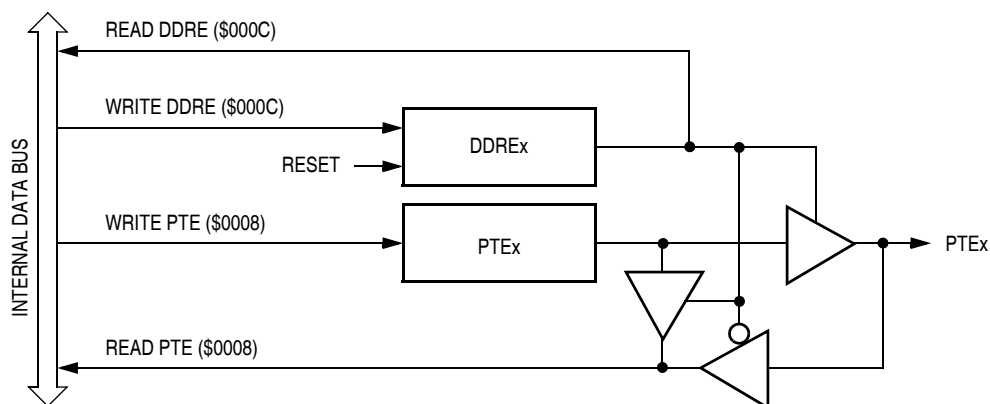 READ DDRE ($000C)
WRITE DDRE ($000C)
DDREx
RESET
INTERNAL DATA BUS
WRITE PTE ($0008)
PTEx
PTEx
READ PTE ($0008)